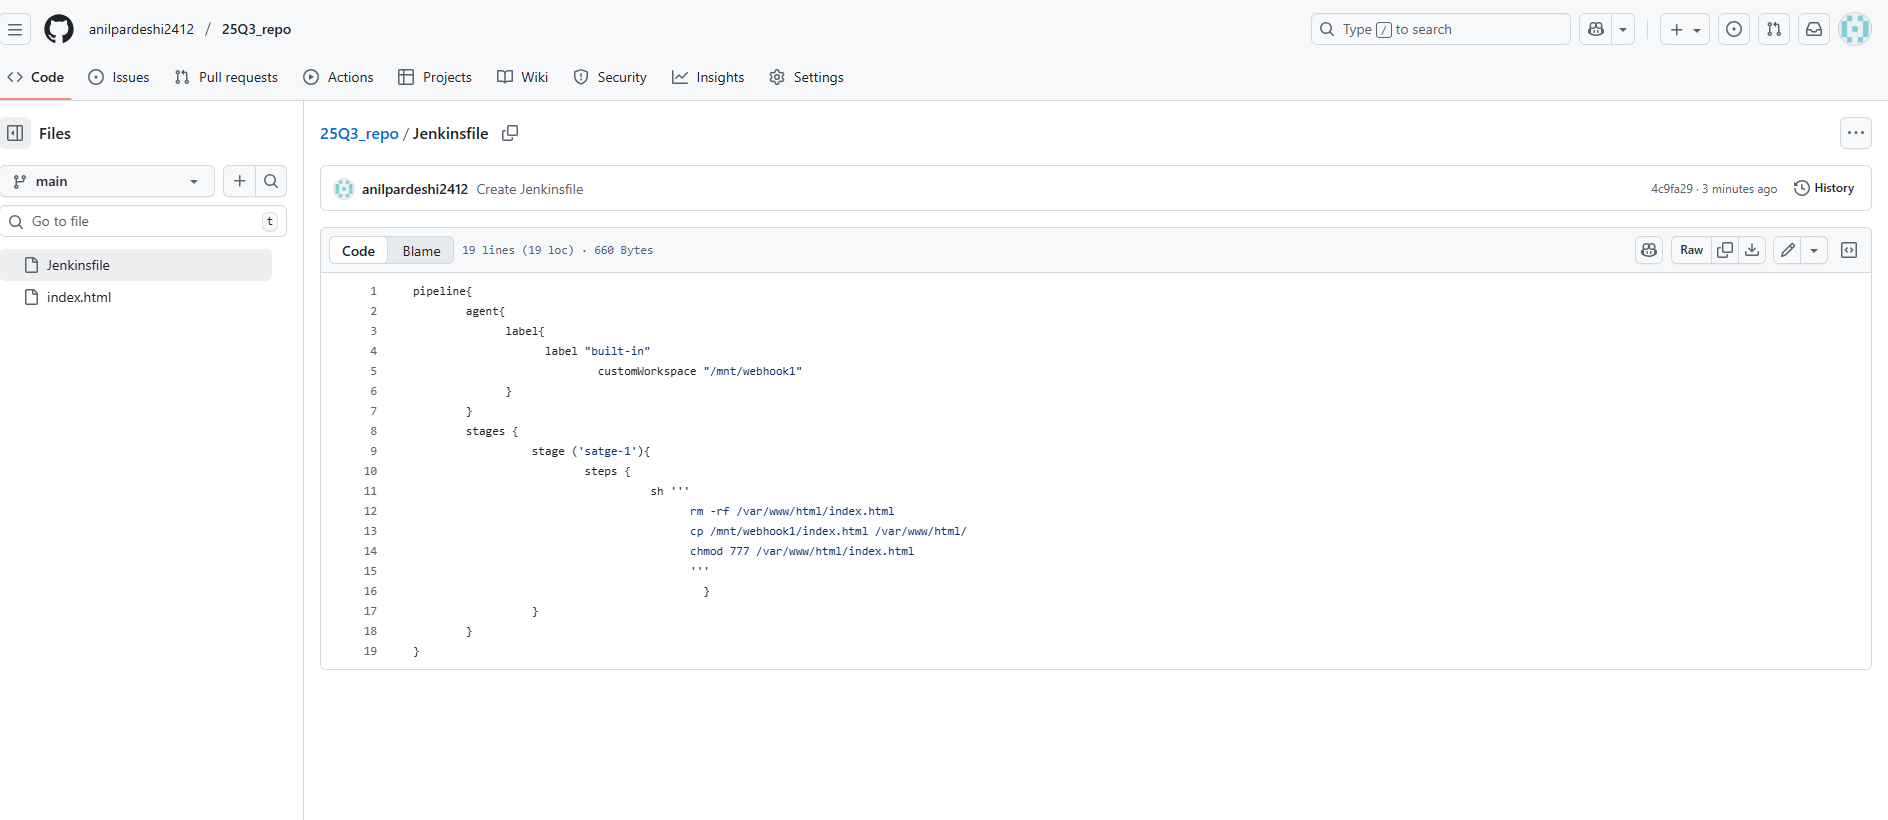 anilpardeshi2412 / 25Q3_repo
Type / to search
Code
Issues
Pull requests
Actions
Projects
Wiki
Security
Insights
Settings
Files
main
Go to file
t
Jenkinsfile
index.html
25Q3_repo / Jenkinsfile
anilpardeshi2412 Create Jenkinsfile
4c9fa29 · 3 minutes ago
History
Code
Blame
19 lines (19 loc) · 660 Bytes
Raw
1 pipeline{
2 agent{
3 label{
4 label "built-in"
5 customWorkspace "/mnt/webhook1"
6 }
7 }
8 stages {
9 stage ('satge-1'){
10 steps {
11 sh '''
12 rm -rf /var/www/html/index.html
13 cp /mnt/webhook1/index.html /var/www/html/
14 chmod 777 /var/www/html/index.html
15 '''
16 }
17 }
18 }
19 }